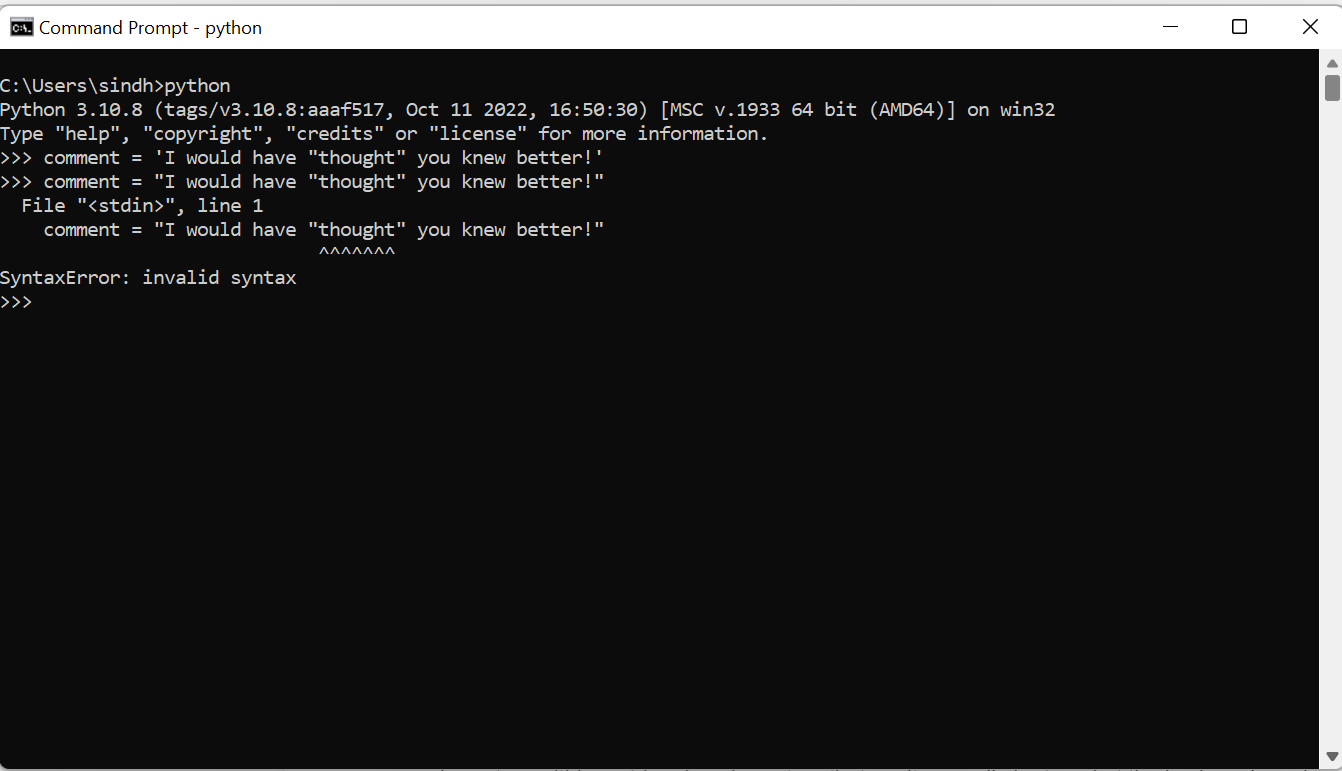 Command Prompt - python
C:\Users\sindh>python
Python 3.10.8 (tags/v3.10.8:aaaf517, Oct 11 2022, 16:50:30) [MSC v.1933 64 bit (AMD64)] on win32
Type "help", "copyright", "credits" or "license" for more information.
>>> comment = 'I would have "thought" you knew better!'
>>> comment = "I would have "thought" you knew better!"
  File "<stdin>", line 1
    comment = "I would have "thought" you knew better!"
                             ^^^^^^^
SyntaxError: invalid syntax
>>>